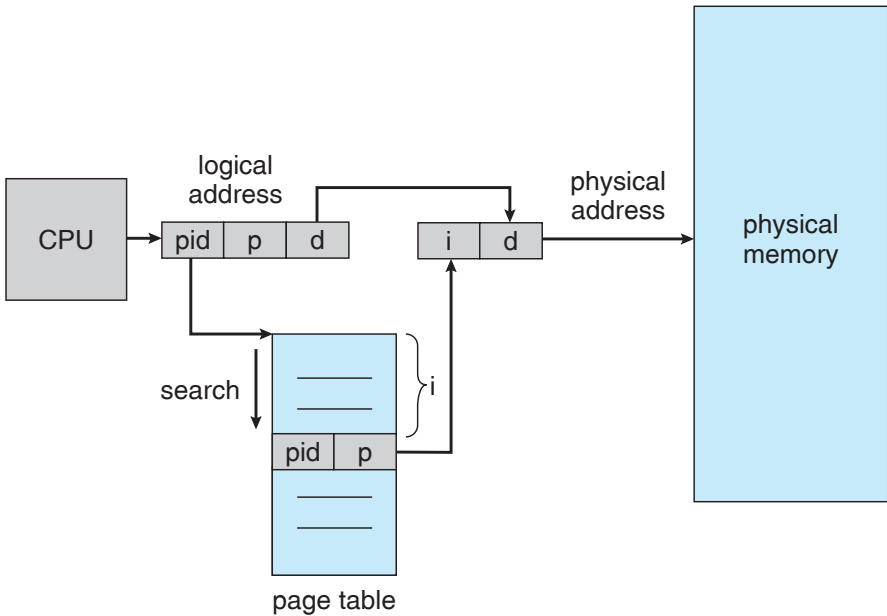 logical
address
physical
address
CPU
pid
p
d
i
d
physical
memory
search
i
pid
p
page table